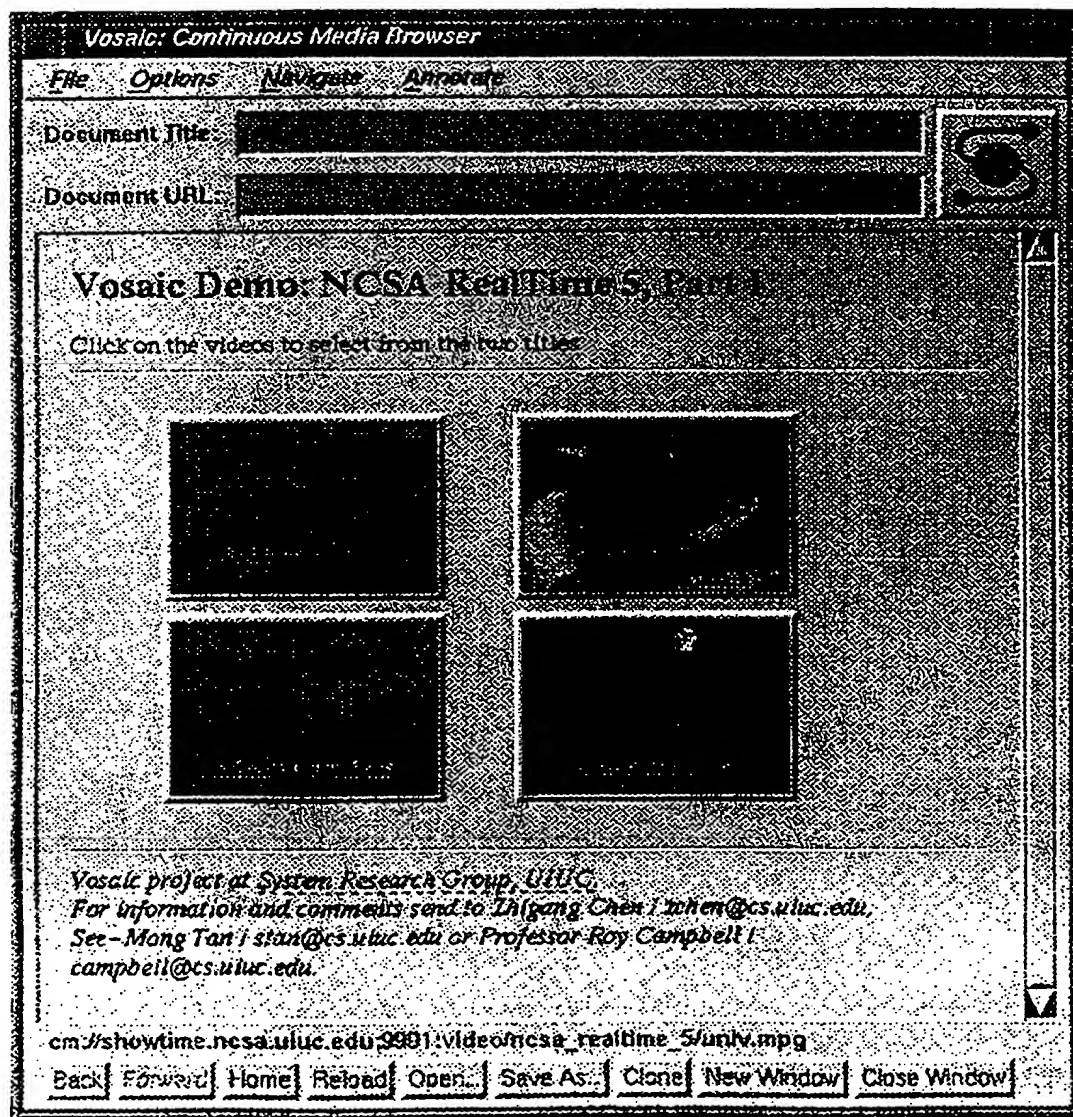 Vosaic: Continuous Media Browser
File Options Navigate Annotate
Document Title:
Document URL:
Vosaic Demo: NCSA RealTime 5, Part 1.
Click on the videos to select from the two titles
Vosaic project at System Research Group, UIUC.
For information and comments send to Zhigang Chen / zchen@cs.uiuc.edu,
See-Mong Tan / stan@cs.uiuc.edu or Professor Roy Campbell /
campbell@cs.uiuc.edu.
cm://showtime.ncsa.uiuc.edu:9901:video/ncsa_realtime_5/univ.mpg
Back Forward Home Reload Open... Save As... Clone New Window Close Window